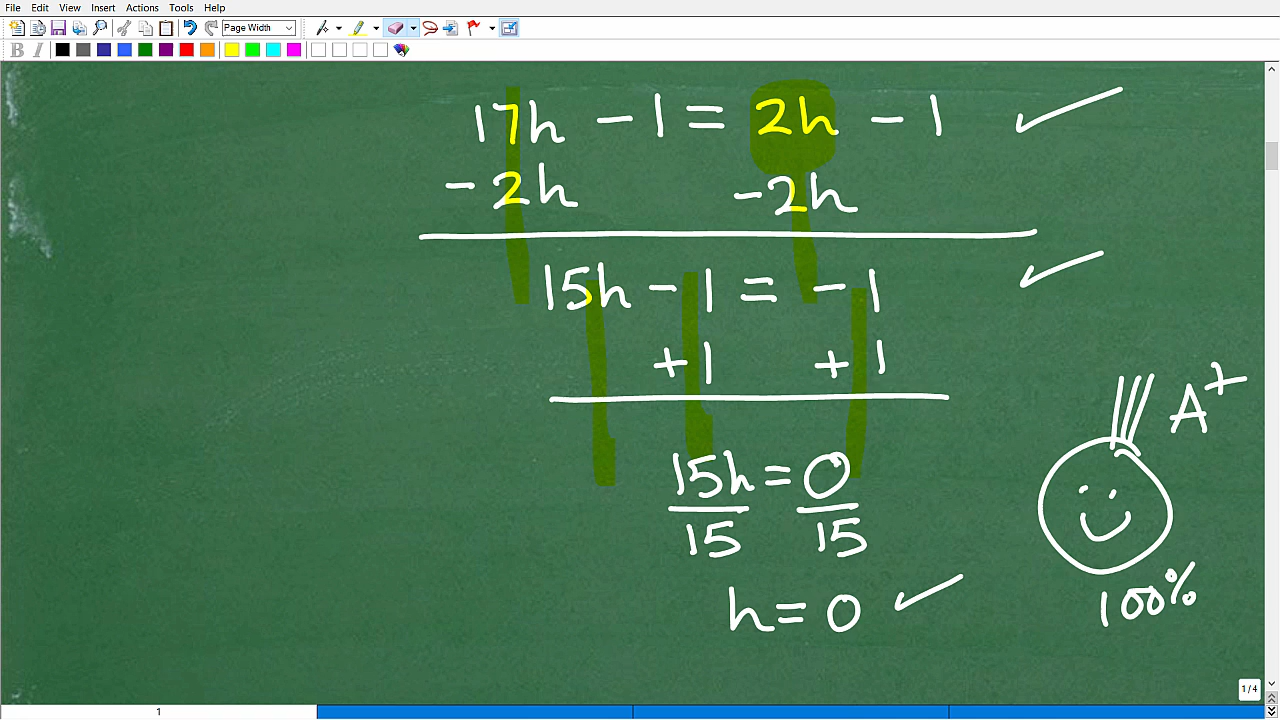 File Edit View Insert Actions Tools Help
Page Width
B I
17h - 1 = 2h - 1 ✓
- 2h - 2h
15h - 1 = - 1 ✓
+ 1 + 1
A+
15h = 0
15 15
h = 0 ✓
100%
1 / 4
1